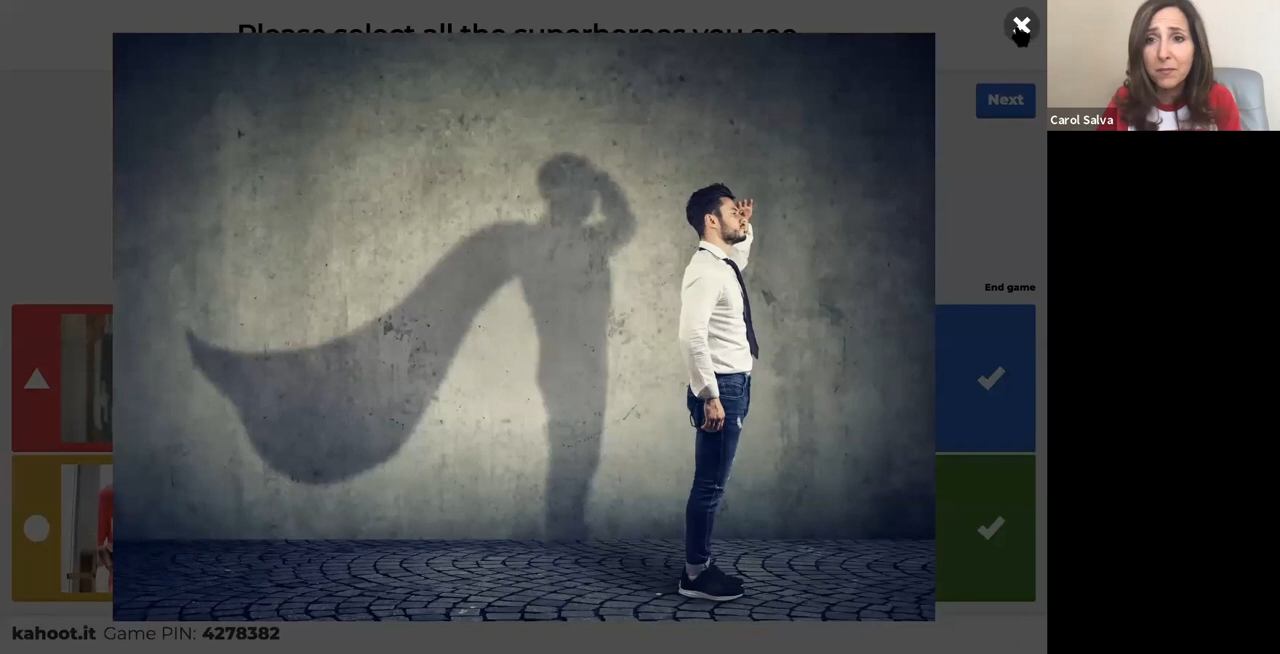 Please select all the superheroes you see
Next
Carol Salva
End game
kahoot.it Game PIN: 4278382